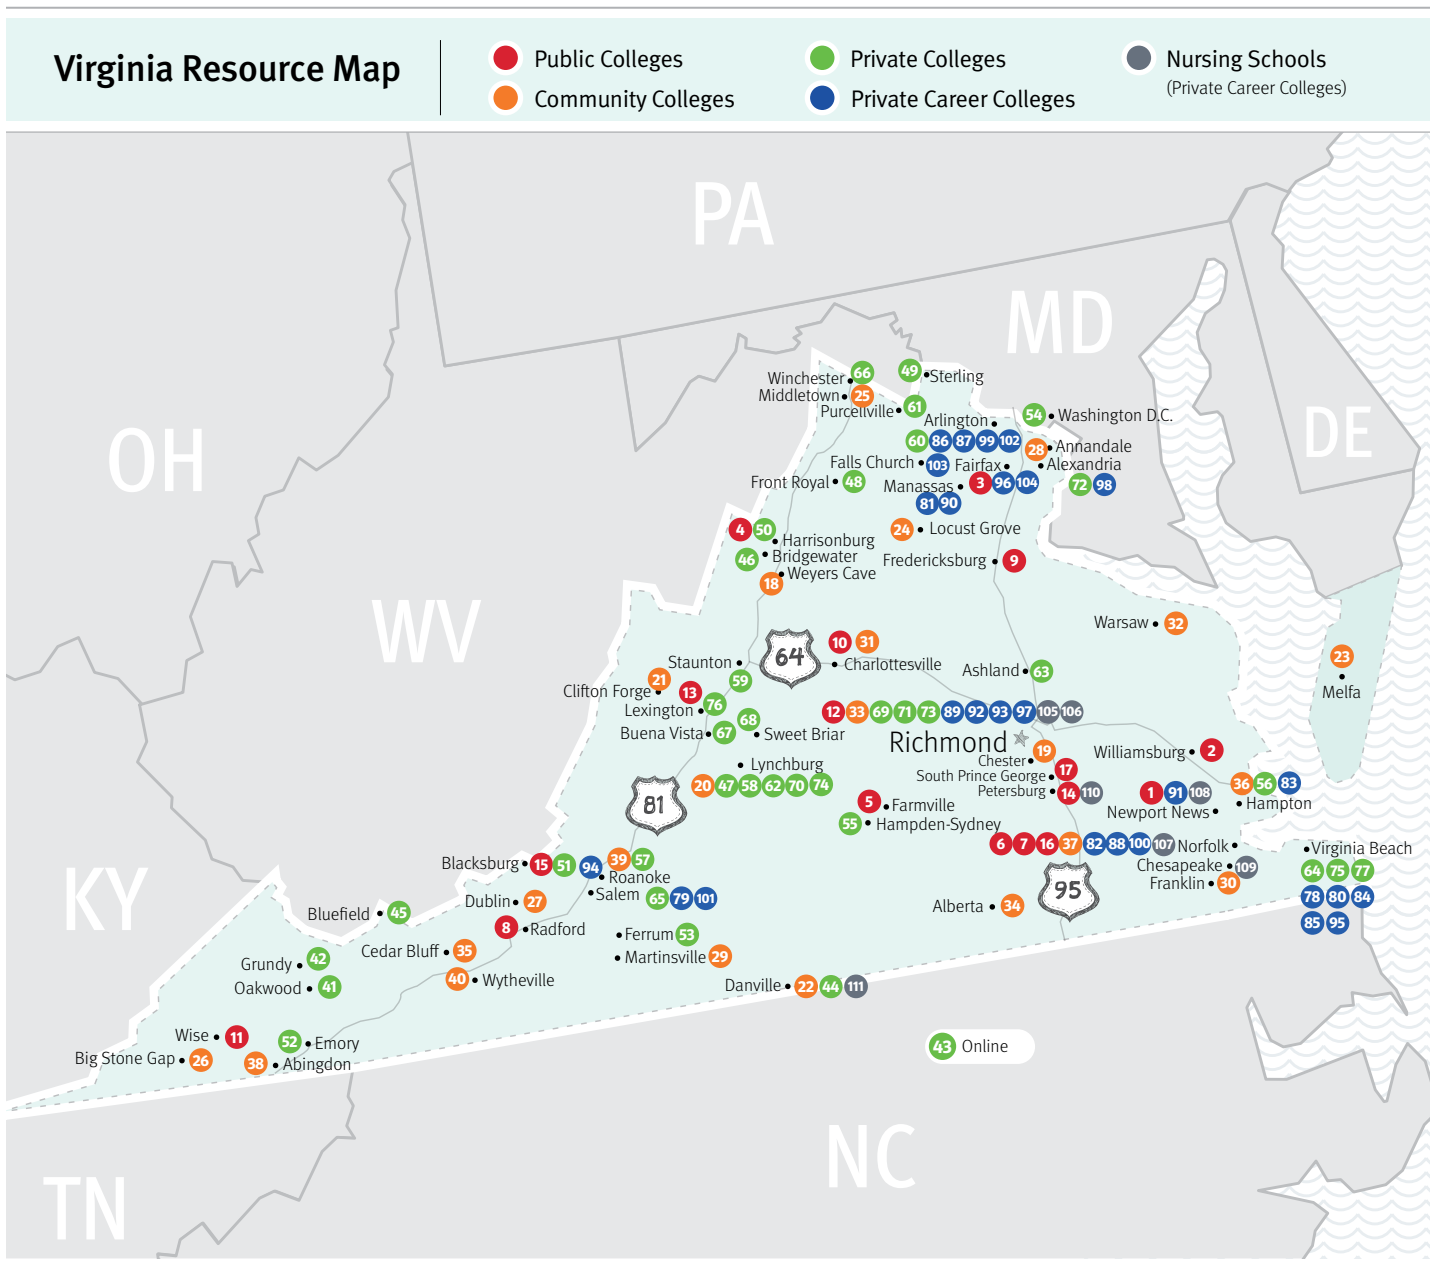 Virginia Resource Map
Public Colleges
Community Colleges
Private Colleges
Private Career Colleges
Nursing Schools
(Private Career Colleges)
PA
MD
OH
DE
WV
KY
TN
NC
Winchester 66
49 Sterling
Middletown 25
Purcellville 61
Arlington
54 Washington D.C.
60 86 87 99 102
28 Annandale
Falls Church 103
Fairfax
Alexandria
Front Royal 48
Manassas
3 96 104
72 98
81 90
24 Locust Grove
4 50
Harrisonburg
46 Bridgewater
18 Weyers Cave
Fredericksburg 9
Warsaw 32
10 31
64
Charlottesville
Staunton
59
Ashland 63
23
Melfa
21
Clifton Forge
13
Lexington 76
68
Buena Vista 67
Sweet Briar
12 33 69 71 73 89 92 93 97 105 106
Richmond
19
Chester
Williamsburg 2
Lynchburg
20 47 58 62 70 74
17
South Prince George
Petersburg 14 110
1 91 108
Newport News
36 56 83
Hampton
81
5 Farmville
55 Hampden-Sydney
6 7 16 37 82 88 100 107 Norfolk
Virginia Beach
64 75 77
78 80 84
85 95
Chesapeake 109
Franklin 30
95
Alberta 34
Blacksburg 15 51
94
39 57
Roanoke
Salem 65 79 101
Dublin 27
8 Radford
Bluefield 45
Ferrum 53
Martinsville 29
Cedar Bluff 35
40 Wytheville
Grundy 42
Oakwood 41
Danville 22 44 111
Wise 11
52 Emory
Big Stone Gap 26
38 Abingdon
43 Online